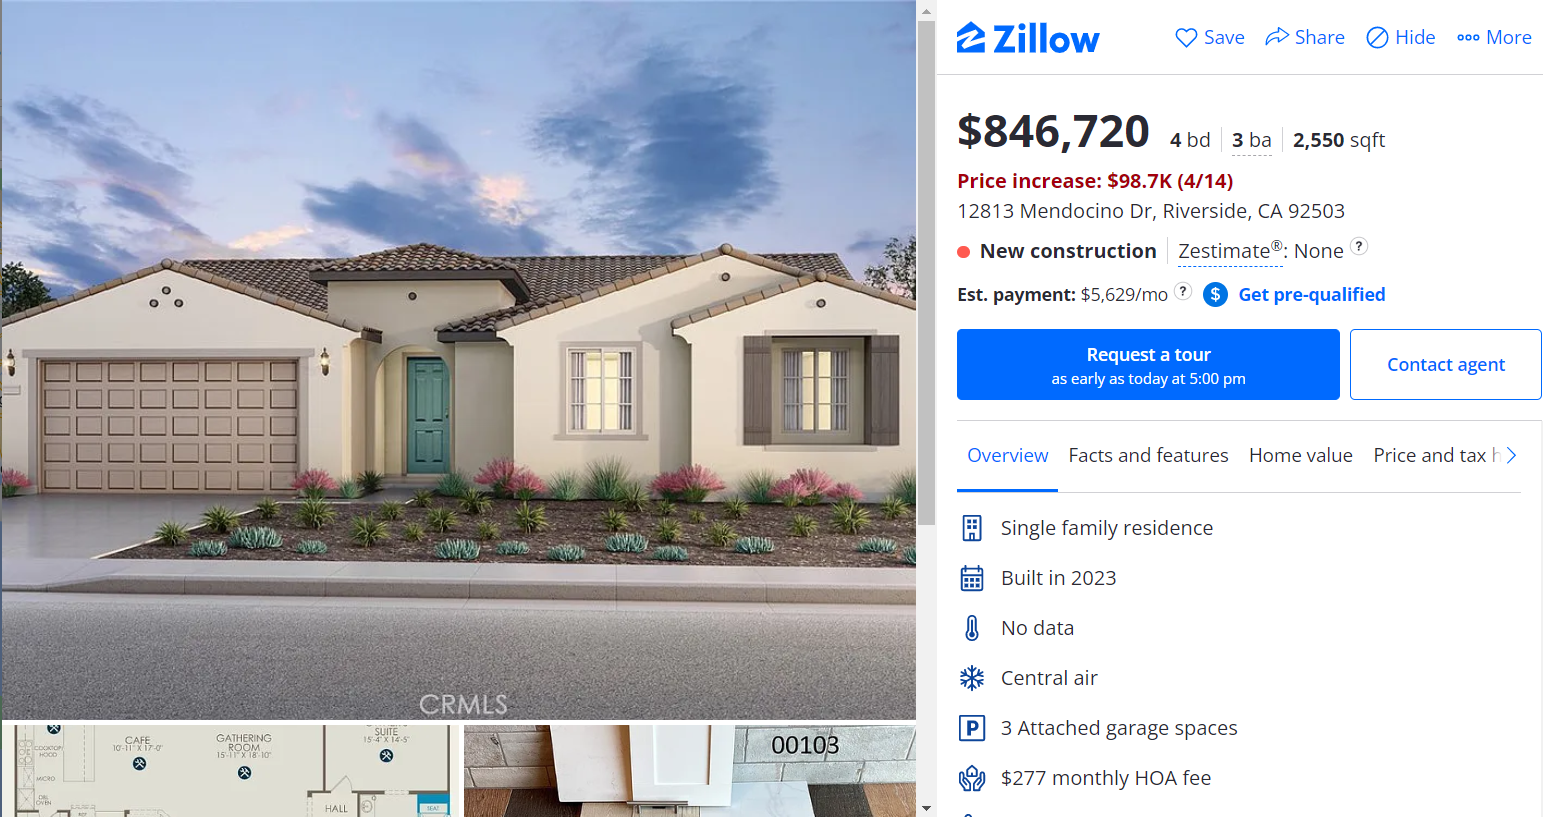 Zillow
Save
Share
Hide
More
$846,720
4 bd
3 ba
2,550 sqft
Price increase: $98.7K (4/14)
12813 Mendocino Dr, Riverside, CA 92503
New construction
Zestimate®: None ?
Est. payment: $5,629/mo ?
$ Get pre-qualified
Request a tour
as early as today at 5:00 pm
Contact agent
Overview
Facts and features
Home value
Price and tax h
Single family residence
Built in 2023
No data
Central air
P 3 Attached garage spaces
$277 monthly HOA fee
CRMLS
COOKTOP/
HOOD
MICRO
DBL
OVEN
CAFE
10'-11" X 17'-0"
GATHERING
ROOM
15'-11" X 18'-10"
SUITE
15'-4" X 14'-5"
HALL
SEAT
00103